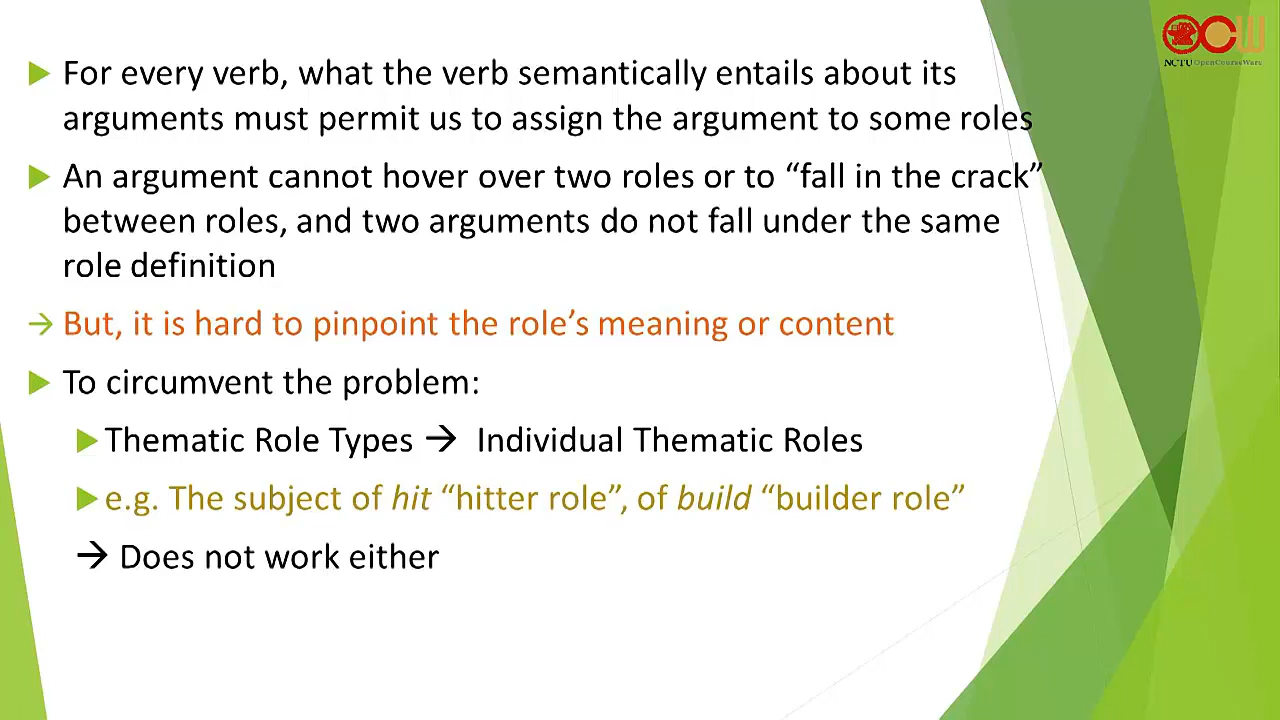 OCW
NCTU OpenCourseWare
For every verb, what the verb semantically entails about its
arguments must permit us to assign the argument to some roles
An argument cannot hover over two roles or to “fall in the crack”
between roles, and two arguments do not fall under the same
role definition
→ But, it is hard to pinpoint the role’s meaning or content
To circumvent the problem:
Thematic Role Types → Individual Thematic Roles
e.g. The subject of hit “hitter role”, of build “builder role”
→ Does not work either